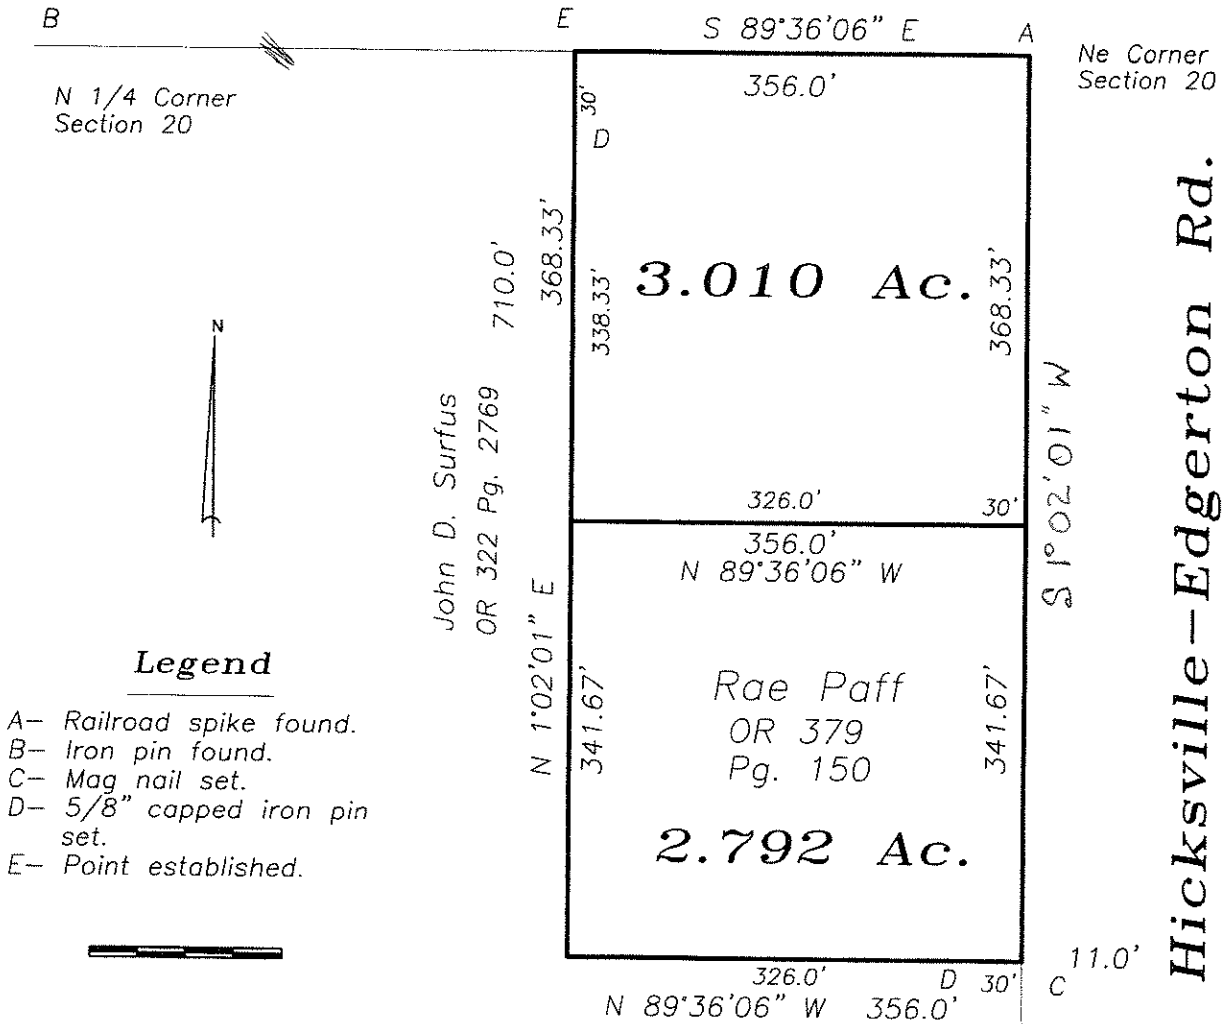 B
E
S 89°36'06" E
A
Ne Corner
Section 20
N 1/4 Corner
Section 20
356.0'
30'
D
Hicksville-Edgerton Rd.
710.0'
368.33'
338.33'
3.010 Ac.
368.33'
N
John D. Surfus
OR 322 Pg. 2769
S 1°02'01" W
326.0'
30'
356.0'
N 89°36'06" W
N 1°02'01" E
341.67'
Rae Paff
OR 379
Pg. 150
341.67'
2.792 Ac.
Legend
A- Railroad spike found.
B- Iron pin found.
C- Mag nail set.
D- 5/8" capped iron pin
set.
E- Point established.
326.0'
D
30'
C
11.0'
N 89°36'06" W
356.0'